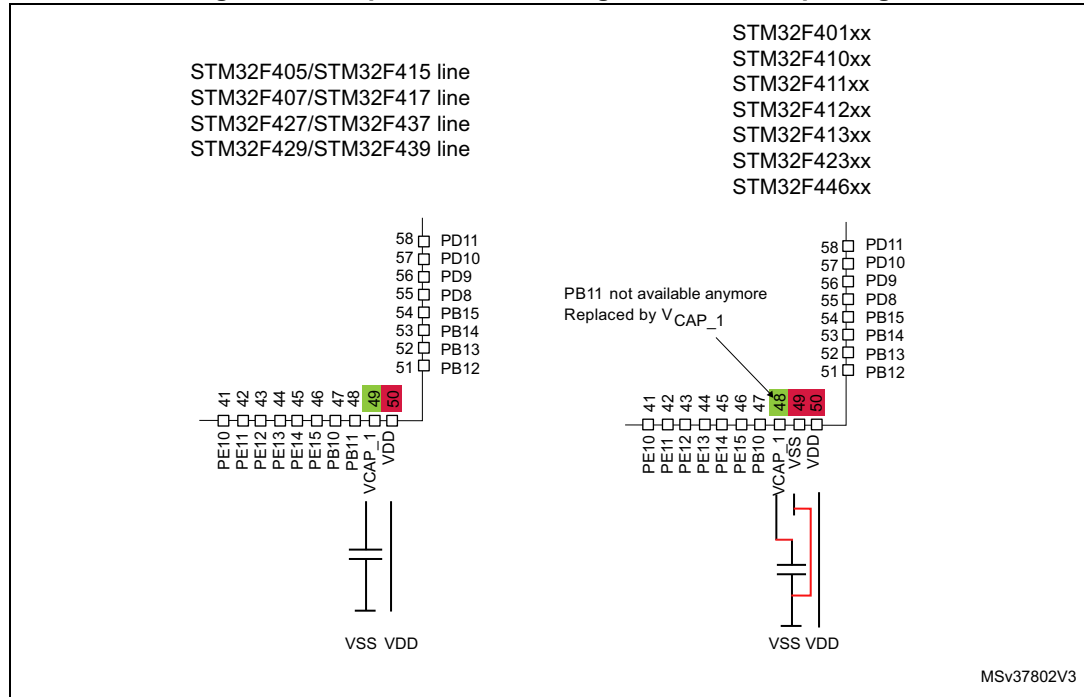 STM32F405/STM32F415 line
STM32F407/STM32F417 line
STM32F427/STM32F437 line
STM32F429/STM32F439 line
58 PD11
57 PD10
56 PD9
55 PD8
54 PB15
53 PB14
52 PB13
51 PB12
41 42 43 44 45 46 47 48 49 50
PE10 PE11 PE12 PE13 PE14 PE15 PB10 PB11 VCAP_1 VDD
VSS VDD
STM32F401xx
STM32F410xx
STM32F411xx
STM32F412xx
STM32F413xx
STM32F423xx
STM32F446xx
PB11 not available anymore
Replaced by VCAP_1
58 PD11
57 PD10
56 PD9
55 PD8
54 PB15
53 PB14
52 PB13
51 PB12
41 42 43 44 45 46 47 48 49 50
PE10 PE11 PE12 PE13 PE14 PE15 PB10 VCAP_1 VSS VDD
VSS VDD
MSv37802V3